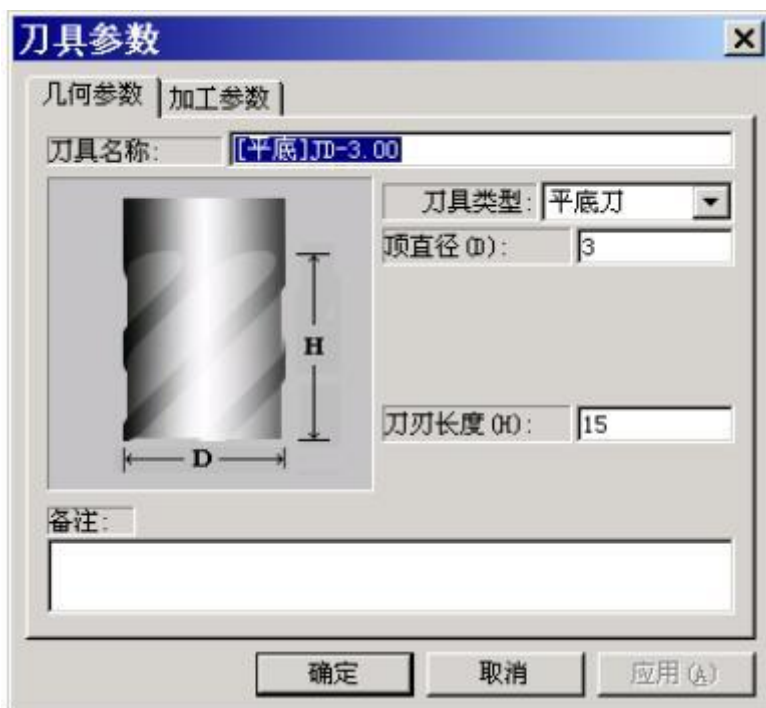 刀具参数
几何参数 加工参数
刀具名称: [平底]JD-3.00
刀具类型: 平底刀
顶直径(D): 3
H
刀刃长度(H): 15
D
备注:
确定 取消 应用(A)